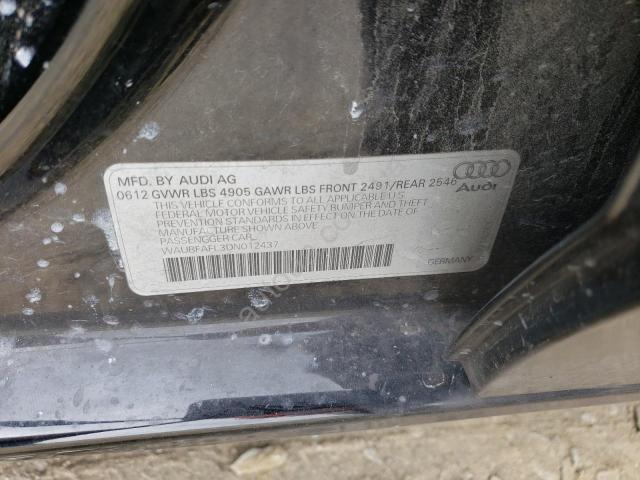 MFD. BY AUDI AG
0612 GVWR LBS 4905 GAWR LBS FRONT 2491/REAR 2546
Audi
THIS VEHICLE CONFORMS TO ALL APPLICABLE U.S.
FEDERAL MOTOR VEHICLE SAFETY BUMPER AND THEFT
PREVENTION STANDARDS IN EFFECT ON THE DATE OF
MANUFACTURE SHOWN ABOVE
PASSENGGER CAR
WAUBFAFL3DN012437
GERMANY